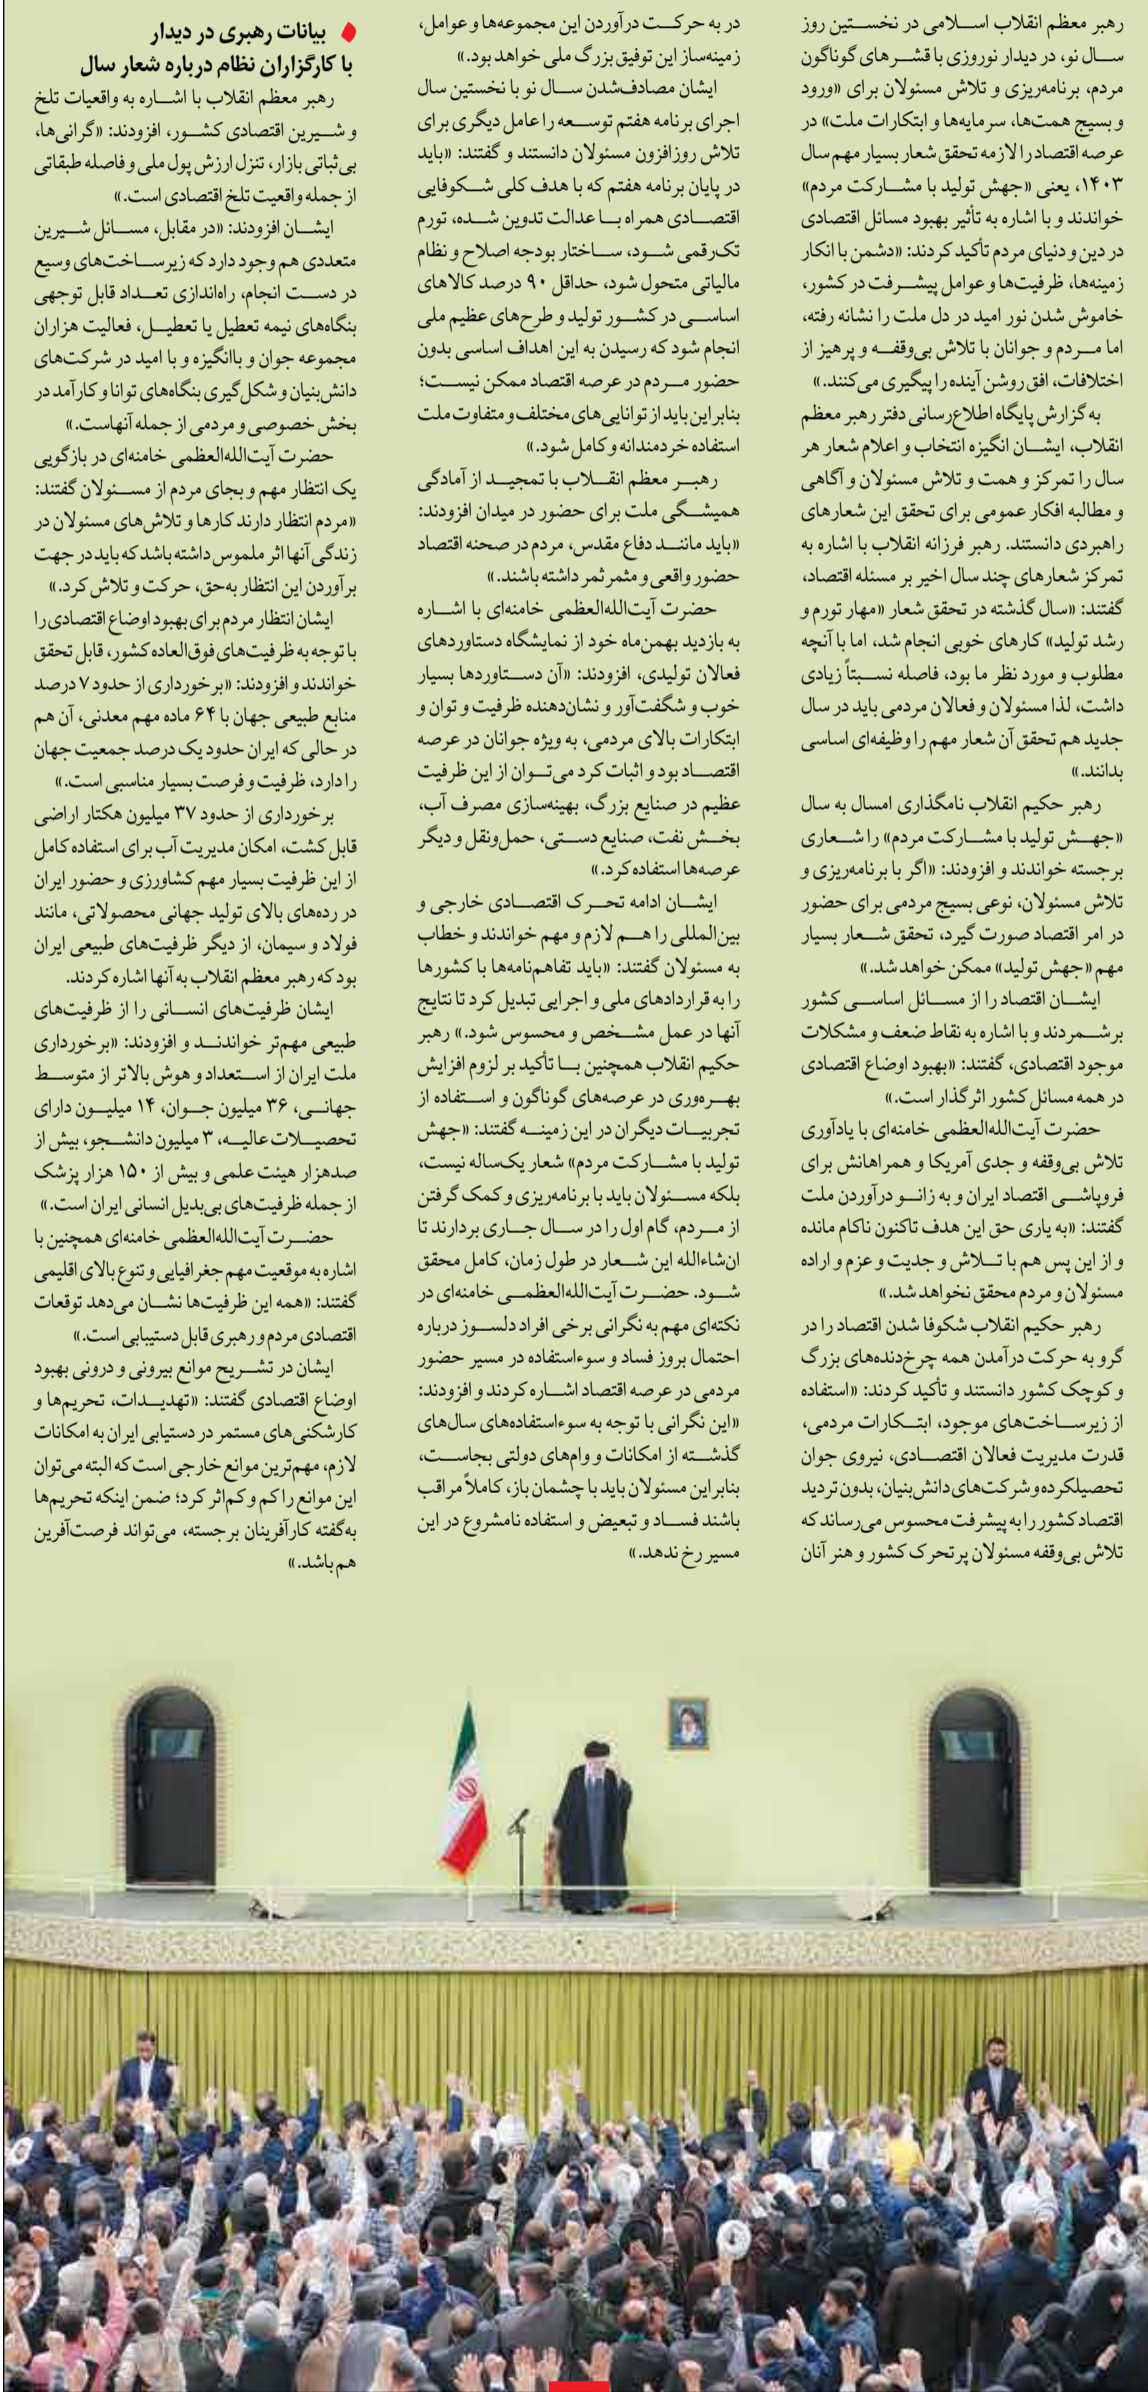 رهبر معظم انقلاب اسلامی در نخستین روز
سال نو، در دیدار نوروزی با قشرهای گوناگون
مردم، برنامه‌ریزی و تلاش مسئولان برای «ورود
و بسیج همت‌ها، سرمایه‌ها و ابتکارات ملت» در
عرصه اقتصاد را لازمه تحقق شعار بسیار مهم سال
۱۴۰۳، یعنی «جهش تولید با مشارکت مردم»
خواندند و با اشاره به تأثیر بهبود مسائل اقتصادی
در دین و دنیای مردم تأکید کردند: «دشمن با انکار
زمینه‌ها، ظرفیت‌ها و عوامل پیشرفت در کشور،
خاموش شدن نور امید در دل ملت را نشانه رفته،
اما مردم و جوانان با تلاش بی‌وقفه و پرهیز از
اختلافات، افق روشن آینده را پیگیری می‌کنند.»
به گزارش پایگاه اطلاع‌رسانی دفتر رهبر معظم
انقلاب، ایشان انگیزه انتخاب و اعلام شعار هر
سال را تمرکز و همت و تلاش مسئولان و آگاهی
و مطالبه افکار عمومی برای تحقق این شعارهای
راهبردی دانستند. رهبر فرزانه انقلاب با اشاره به
تمرکز شعارهای چند سال اخیر بر مسئله اقتصاد،
گفتند: «سال گذشته در تحقق شعار «مهار تورم و
رشد تولید» کارهای خوبی انجام شد، اما با آنچه
مطلوب و مورد نظر ما بود، فاصله نسبتاً زیادی
داشت، لذا مسئولان و فعالان مردمی باید در سال
جدید هم تحقق آن شعار مهم را وظیفه‌ای اساسی
بدانند.»
رهبر حکیم انقلاب نامگذاری امسال به سال
«جهش تولید با مشارکت مردم» را شعاری
برجسته خواندند و افزودند: «اگر با برنامه‌ریزی و
تلاش مسئولان، نوعی بسیج مردمی برای حضور
در امر اقتصاد صورت گیرد، تحقق شعار بسیار
مهم «جهش تولید» ممکن خواهد شد.»
ایشان اقتصاد را از مسائل اساسی کشور
برشمردند و با اشاره به نقاط ضعف و مشکلات
موجود اقتصادی، گفتند: «بهبود اوضاع اقتصادی
در همه مسائل کشور اثرگذار است.»
حضرت آیت‌الله‌العظمی خامنه‌ای با یادآوری
تلاش بی‌وقفه و جدی آمریکا و همراهانش برای
فروپاشی اقتصاد ایران و به زانو درآوردن ملت
گفتند: «به یاری حق این هدف تاکنون ناکام مانده
و از این پس هم با تلاش و جدیت و عزم و اراده
مسئولان و مردم محقق نخواهد شد.»
رهبر حکیم انقلاب شکوفا شدن اقتصاد را در
گرو به حرکت درآمدن همه چرخ‌دنده‌های بزرگ
و کوچک کشور دانستند و تأکید کردند: «استفاده
از زیرساخت‌های موجود، ابتکارات مردمی،
قدرت مدیریت فعالان اقتصادی، نیروی جوان
تحصیلکرده و شرکت‌های دانش‌بنیان، بدون تردید
اقتصاد کشور را به پیشرفت محسوس می‌رساند که
تلاش بی‌وقفه مسئولان پرتحرک کشور و هنر آنان
در به حرکت درآوردن این مجموعه‌ها و عوامل،
زمینه‌ساز این توفیق بزرگ ملی خواهد بود.»
ایشان مصادف‌شدن سال نو با نخستین سال
اجرای برنامه هفتم توسعه را عامل دیگری برای
تلاش روزافزون مسئولان دانستند و گفتند: «باید
در پایان برنامه هفتم که با هدف کلی شکوفایی
اقتصادی همراه با عدالت تدوین شده، تورم
تک‌رقمی شود، ساختار بودجه اصلاح و نظام
مالیاتی متحول شود، حداقل ۹۰ درصد کالاهای
اساسی در کشور تولید و طرح‌های عظیم ملی
انجام شود که رسیدن به این اهداف اساسی بدون
حضور مردم در عرصه اقتصاد ممکن نیست؛
بنابراین باید از توانایی‌های مختلف و متفاوت ملت
استفاده خردمندانه و کامل شود.»
رهبر معظم انقلاب با تمجید از آمادگی
همیشگی ملت برای حضور در میدان افزودند:
«باید مانند دفاع مقدس، مردم در صحنه اقتصاد
حضور واقعی و مثمرثمر داشته باشند.»
حضرت آیت‌الله‌العظمی خامنه‌ای با اشاره
به بازدید بهمن‌ماه خود از نمایشگاه دستاوردهای
فعالان تولیدی، افزودند: «آن دستاوردها بسیار
خوب و شگفت‌آور و نشان‌دهنده ظرفیت و توان و
ابتکارات بالای مردمی، به ویژه جوانان در عرصه
اقتصاد بود و اثبات کرد می‌توان از این ظرفیت
عظیم در صنایع بزرگ، بهینه‌سازی مصرف آب،
بخش نفت، صنایع دستی، حمل‌ونقل و دیگر
عرصه‌ها استفاده کرد.»
ایشان ادامه تحرک اقتصادی خارجی و
بین‌المللی را هم لازم و مهم خواندند و خطاب
به مسئولان گفتند: «باید تفاهم‌نامه‌ها با کشورها
را به قراردادهای ملی و اجرایی تبدیل کرد تا نتایج
آنها در عمل مشخص و محسوس شود.» رهبر
حکیم انقلاب همچنین با تأکید بر لزوم افزایش
بهره‌وری در عرصه‌های گوناگون و استفاده از
تجربیات دیگران در این زمینه گفتند: «جهش
تولید با مشارکت مردم» شعار یک‌ساله نیست،
بلکه مسئولان باید با برنامه‌ریزی و کمک گرفتن
از مردم، گام اول را در سال جاری بردارند تا
ان‌شاءالله این شعار در طول زمان، کامل محقق
شود. حضرت آیت‌الله‌العظمی خامنه‌ای در
نکته‌ای مهم به نگرانی برخی افراد دلسوز درباره
احتمال بروز فساد و سوءاستفاده در مسیر حضور
مردمی در عرصه اقتصاد اشاره کردند و افزودند:
«این نگرانی با توجه به سوءاستفاده‌های سال‌های
گذشته از امکانات و وام‌های دولتی بجاست،
بنابراین مسئولان باید با چشمان باز، کاملاً مراقب
باشند فساد و تبعیض و استفاده نامشروع در این
مسیر رخ ندهد.»
بیانات رهبری در دیدار
با کارگزاران نظام درباره شعار سال
رهبر معظم انقلاب با اشاره به واقعیات تلخ
و شیرین اقتصادی کشور، افزودند: «گرانی‌ها،
بی‌ثباتی بازار، تنزل ارزش پول ملی و فاصله طبقاتی
از جمله واقعیت تلخ اقتصادی است.»
ایشان افزودند: «در مقابل، مسائل شیرین
متعددی هم وجود دارد که زیرساخت‌های وسیع
در دست انجام، راه‌اندازی تعداد قابل توجهی
بنگاه‌های نیمه تعطیل یا تعطیل، فعالیت هزاران
مجموعه جوان و باانگیزه و با امید در شرکت‌های
دانش‌بنیان و شکل‌گیری بنگاه‌های توانا و کارآمد در
بخش خصوصی و مردمی از جمله آنهاست.»
حضرت آیت‌الله‌العظمی خامنه‌ای در بازگویی
یک انتظار مهم و بجای مردم از مسئولان گفتند:
«مردم انتظار دارند کارها و تلاش‌های مسئولان در
زندگی آنها اثر ملموس داشته باشد که باید در جهت
برآوردن این انتظار به‌حق، حرکت و تلاش کرد.»
ایشان انتظار مردم برای بهبود اوضاع اقتصادی را
با توجه به ظرفیت‌های فوق‌العاده کشور، قابل تحقق
خواندند و افزودند: «برخورداری از حدود ۷ درصد
منابع طبیعی جهان با ۶۴ ماده مهم معدنی، آن هم
در حالی که ایران حدود یک درصد جمعیت جهان
را دارد، ظرفیت و فرصت بسیار مناسبی است.»
برخورداری از حدود ۳۷ میلیون هکتار اراضی
قابل کشت، امکان مدیریت آب برای استفاده کامل
از این ظرفیت بسیار مهم کشاورزی و حضور ایران
در رده‌های بالای تولید جهانی محصولاتی، مانند
فولاد و سیمان، از دیگر ظرفیت‌های طبیعی ایران
بود که رهبر معظم انقلاب به آنها اشاره کردند.
ایشان ظرفیت‌های انسانی را از ظرفیت‌های
طبیعی مهم‌تر خواندند و افزودند: «برخورداری
ملت ایران از استعداد و هوش بالاتر از متوسط
جهانی، ۳۶ میلیون جوان، ۱۴ میلیون دارای
تحصیلات عالیه، ۳ میلیون دانشجو، بیش از
صدهزار هیئت علمی و بیش از ۱۵۰ هزار پزشک
از جمله ظرفیت‌های بی‌بدیل انسانی ایران است.»
حضرت آیت‌الله‌العظمی خامنه‌ای همچنین با
اشاره به موقعیت مهم جغرافیایی و تنوع بالای اقلیمی
گفتند: «همه این ظرفیت‌ها نشان می‌دهد توقعات
اقتصادی مردم و رهبری قابل دستیابی است.»
ایشان در تشریح موانع بیرونی و درونی بهبود
اوضاع اقتصادی گفتند: «تهدیدات، تحریم‌ها و
کارشکنی‌های مستمر در دستیابی ایران به امکانات
لازم، مهم‌ترین موانع خارجی است که البته می‌توان
این موانع را کم و کم‌اثر کرد؛ ضمن اینکه تحریم‌ها
به‌گفته کارآفرینان برجسته، می‌تواند فرصت‌آفرین
هم باشد.»